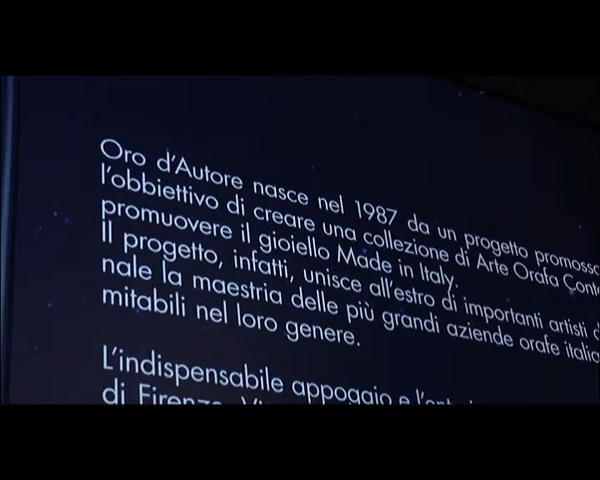 Oro d'Autore nasce nel 1987 da un progetto promosso
l'obbiettivo di creare una collezione di Arte Orafa
promuovere il gioiello Made in Italy.
Il progetto, infatti, unisce all'estro di importanti artisti
nale la maestria delle più grandi aziende orafe
mitabili nel loro genere.
L'indispensabile appoggio e
di